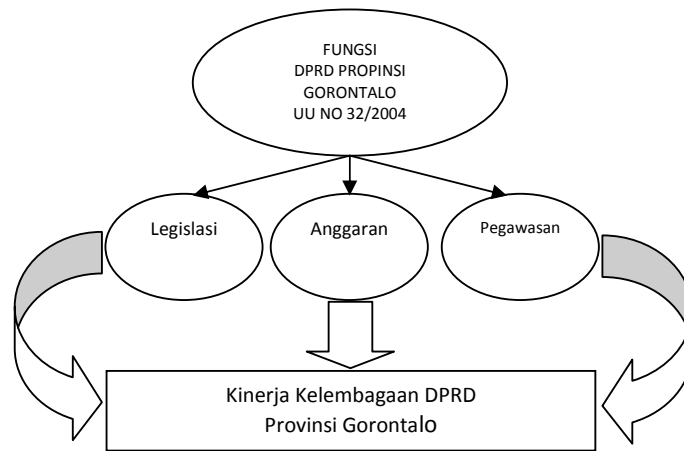 FUNGSI
DPRD PROPINSI
GORONTALO
UU NO 32/2004
Legislasi
Anggaran
Pegawasan
Kinerja Kelembagaan DPRD
Provinsi Gorontalo